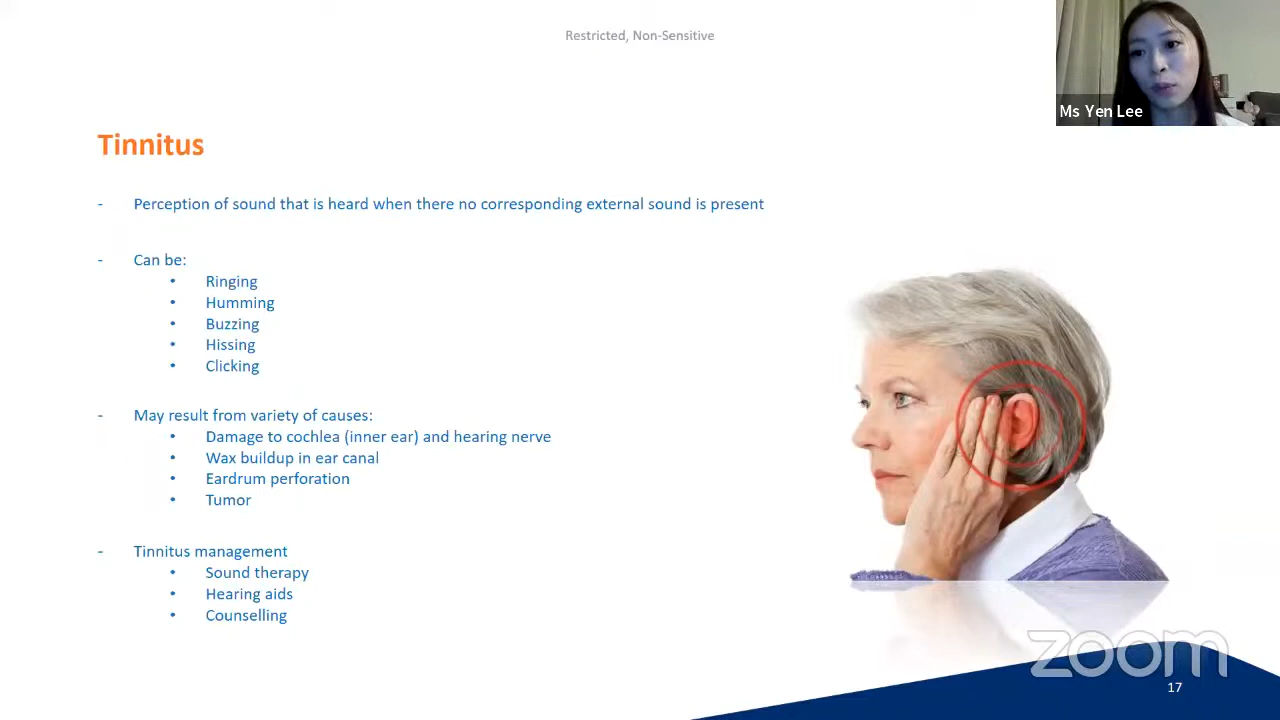 Restricted, Non-Sensitive
Ms Yen Lee
Tinnitus
- Perception of sound that is heard when there no corresponding external sound is present
- Can be:
• Ringing
• Humming
• Buzzing
• Hissing
• Clicking
- May result from variety of causes:
• Damage to cochlea (inner ear) and hearing nerve
• Wax buildup in ear canal
• Eardrum perforation
• Tumor
- Tinnitus management
• Sound therapy
• Hearing aids
• Counselling
zoom
17